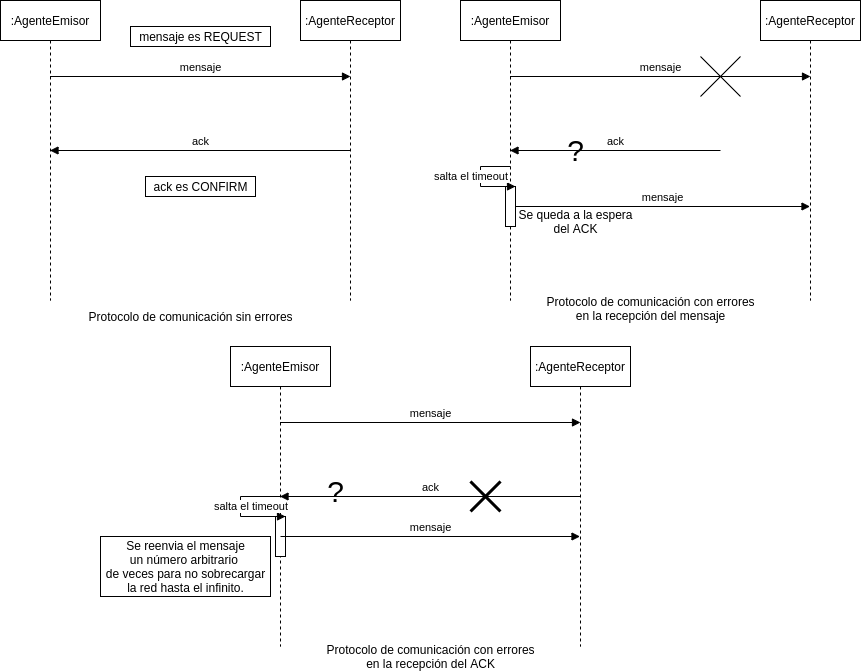 :AgenteEmisor
:AgenteReceptor
mensaje es REQUEST
mensaje
ack
ack es CONFIRM
Protocolo de comunicación sin errores
:AgenteEmisor
:AgenteReceptor
mensaje
?
ack
salta el timeout
mensaje
Se queda a la espera
del ACK
Protocolo de comunicación con errores
en la recepción del mensaje
:AgenteEmisor
:AgenteReceptor
mensaje
?
ack
salta el timeout
mensaje
Se reenvia el mensaje
un número arbitrario
de veces para no sobrecargar
la red hasta el infinito.
Protocolo de comunicación con errores
en la recepción del ACK